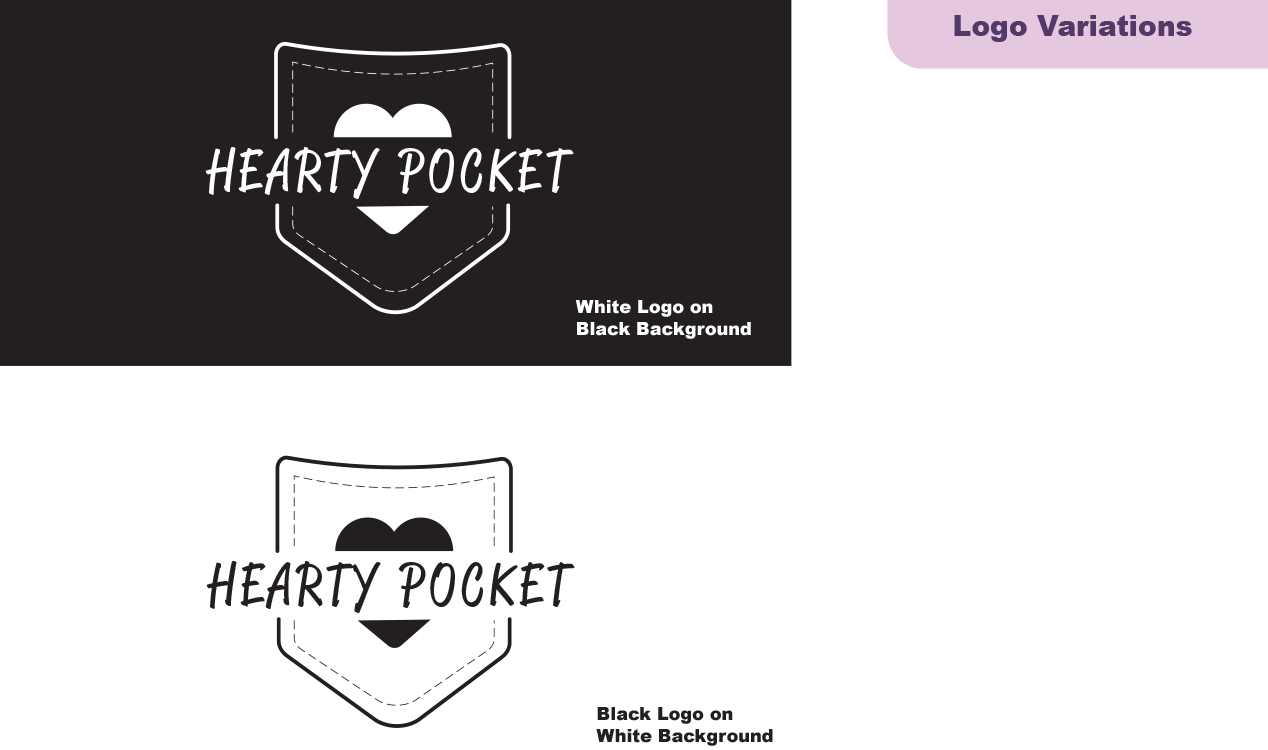 Logo Variations
HEARTY POCKET
White Logo on
Black Background
HEARTY POCKET
Black Logo on
White Background